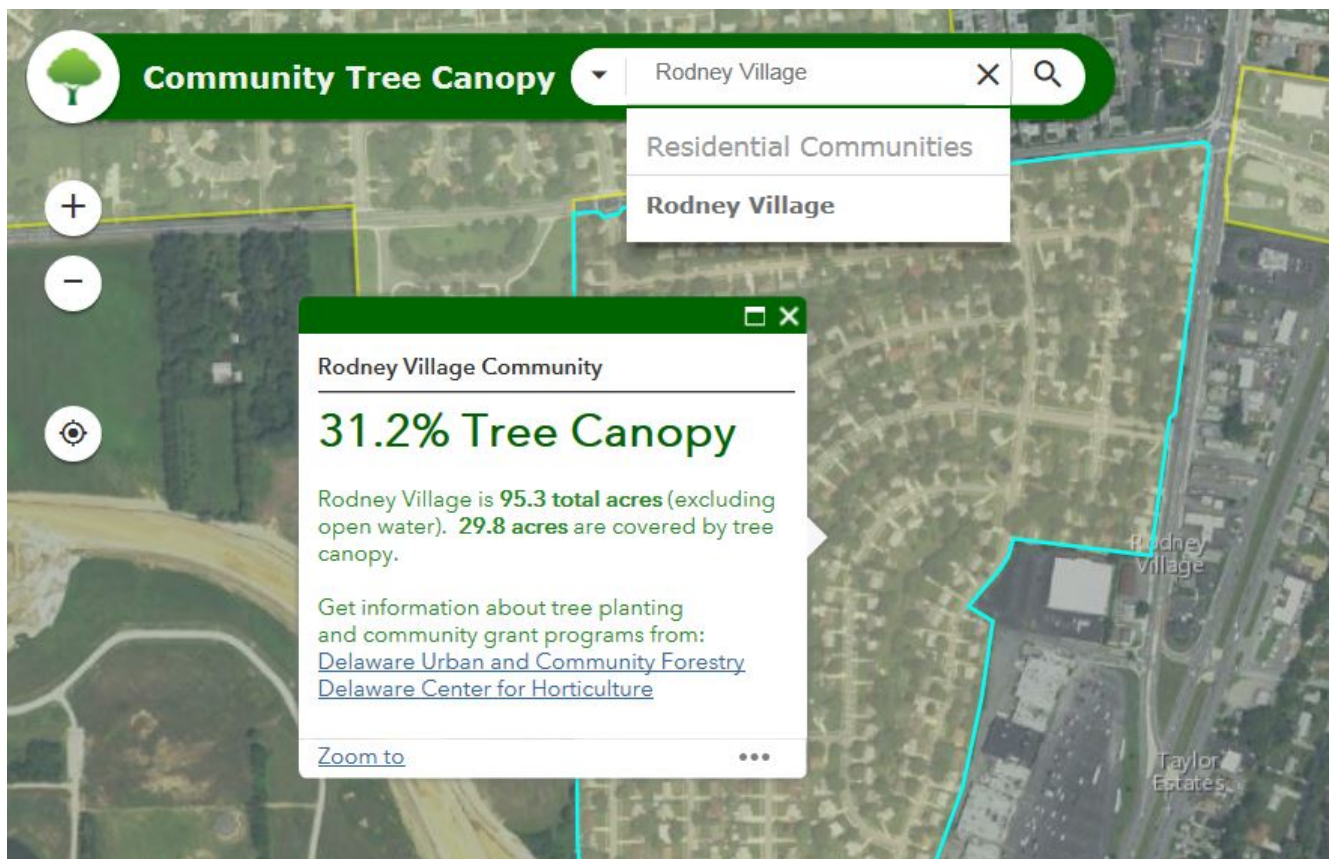 Community Tree Canopy
Rodney Village
Residential Communities
Rodney Village
Rodney Village Community
31.2% Tree Canopy
Rodney Village is 95.3 total acres (excluding
open water). 29.8 acres are covered by tree
canopy.
Get information about tree planting
and community grant programs from:
Delaware Urban and Community Forestry
Delaware Center for Horticulture
Zoom to
Rodney
Village
Taylor
Estates